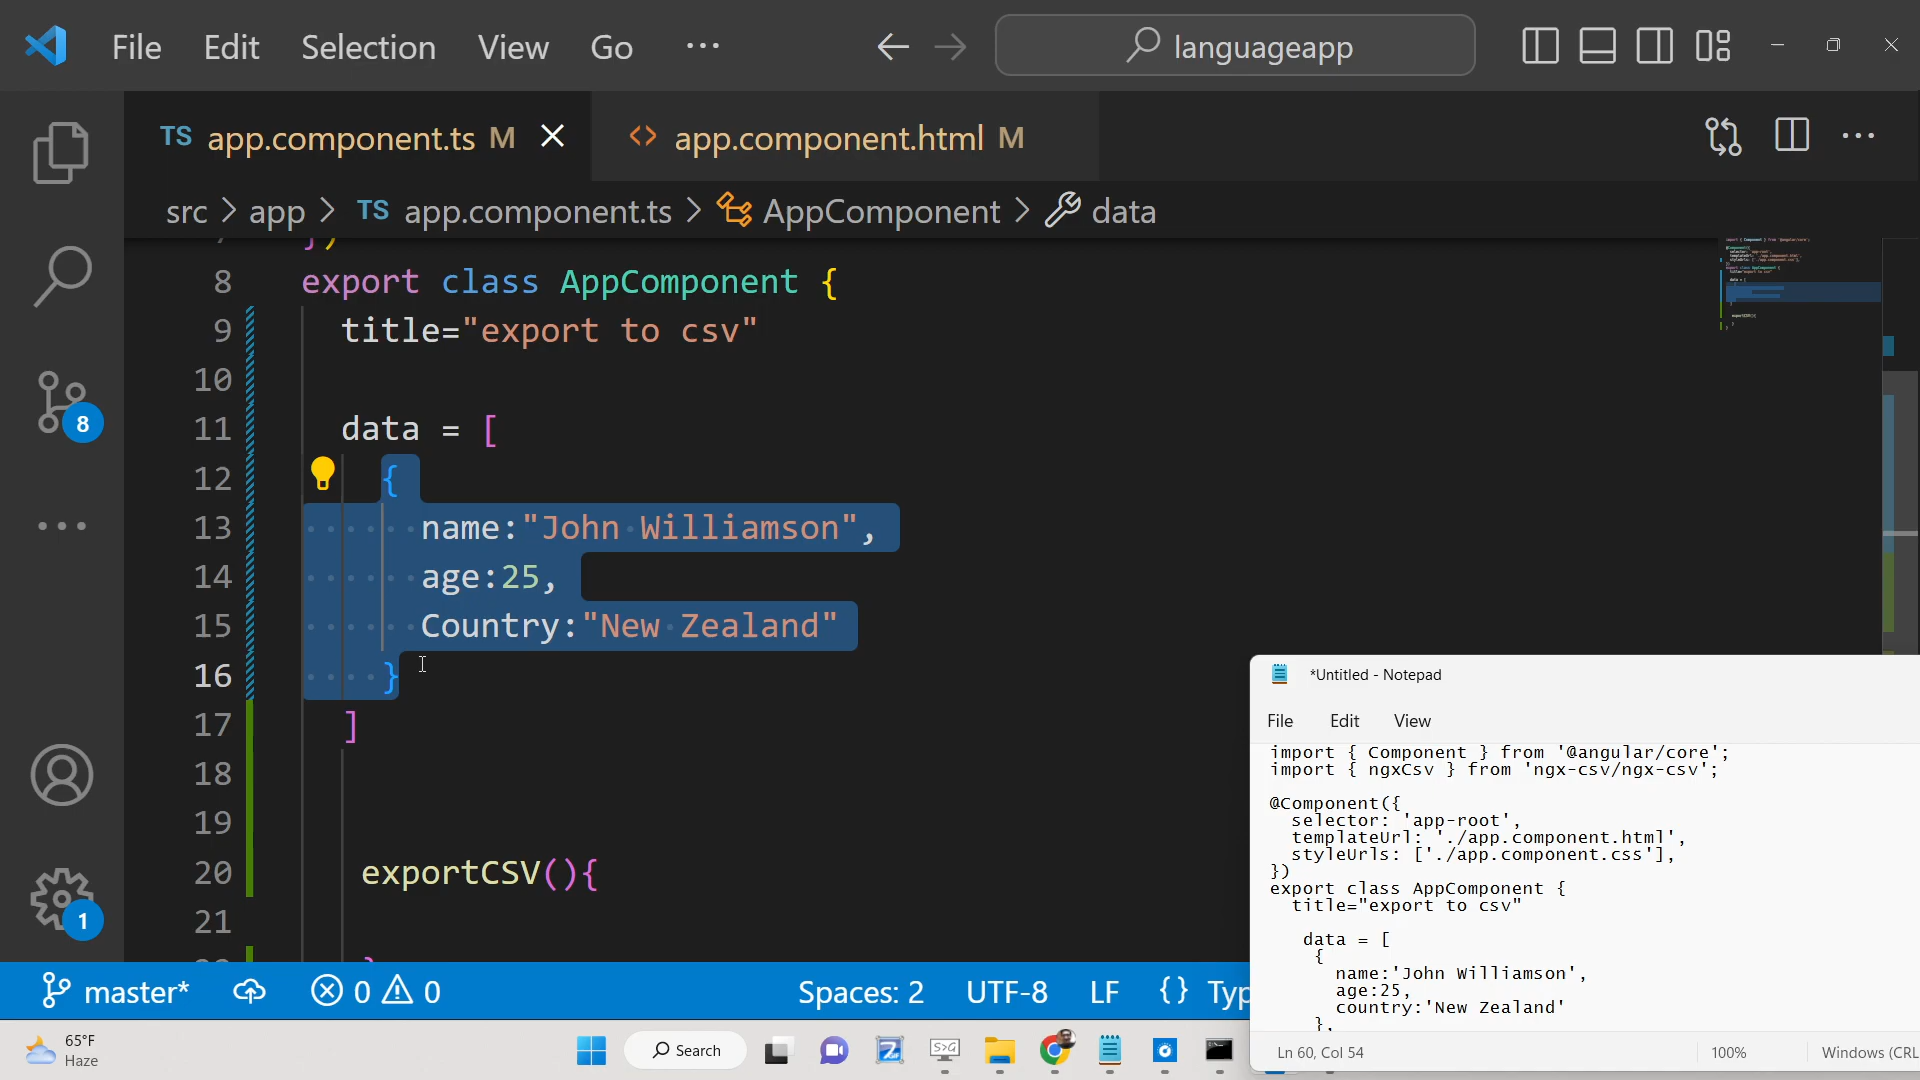 File Edit Selection View Go ··· languageapp
TS app.component.ts M
<> app.component.html M
src > app > TS app.component.ts > AppComponent > data
8 export class AppComponent {
9 title="export to csv"
10
11 data = [
12 {
13 name:"John Williamson",
14 age:25,
15 Country:"New Zealand"
16 }
17 ]
18
19
20 exportCSV(){
21
8
1
*Untitled - Notepad
File Edit View
import { Component } from '@angular/core';
import { ngxCsv } from 'ngx-csv/ngx-csv';
@Component({
selector: 'app-root',
templateUrl: './app.component.html',
styleUrls: ['./app.component.css'],
})
export class AppComponent {
title="export to csv"
data = [
{
name:'John Williamson',
age:25,
country:'New Zealand'
},
Ln 60, Col 54 100% Windows (CRL
master* 0 0 Spaces: 2 UTF-8 LF {} Typ
65°F
Haze
Search